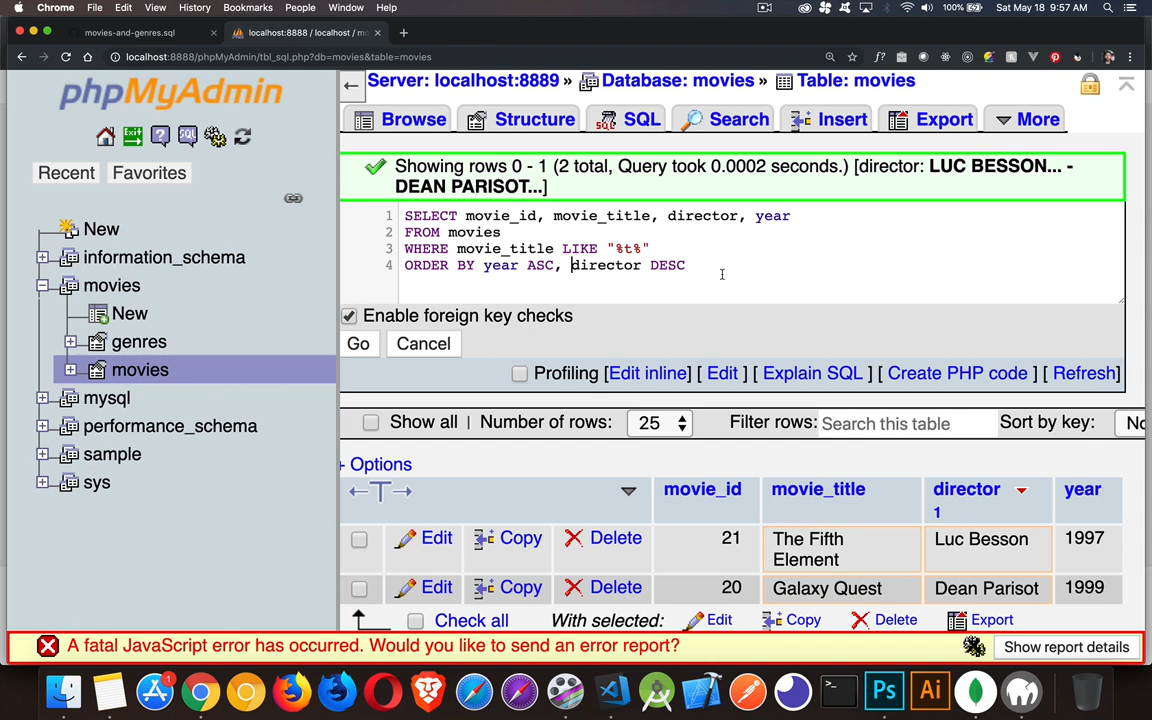 Chrome File Edit View History Bookmarks People Window Help 100% Sat May 18 9:57 AM
movies-and-genres.sql × localhost:8888 / localhost / mo × +
localhost:8888/phpMyAdmin/tbl_sql.php?db=movies&table=movies
phpMyAdmin
Recent Favorites
New
information_schema
movies
New
genres
movies
mysql
performance_schema
sample
sys
Server: localhost:8889 » Database: movies » Table: movies
Browse Structure SQL Search Insert Export More
Showing rows 0 - 1 (2 total, Query took 0.0002 seconds.) [director: LUC BESSON... -
DEAN PARISOT...]
1 SELECT movie_id, movie_title, director, year
2 FROM movies
3 WHERE movie_title LIKE "%t%"
4 ORDER BY year ASC, director DESC
Enable foreign key checks
Go Cancel
Profiling [Edit inline] [ Edit ] [ Explain SQL ] [ Create PHP code ] [ Refresh]
Show all | Number of rows: 25 Filter rows: Search this table Sort by key: No
+ Options
movie_id movie_title director 1 year
Edit Copy Delete 21 The Fifth Element Luc Besson 1997
Edit Copy Delete 20 Galaxy Quest Dean Parisot 1999
Check all With selected: Edit Copy Delete Export
A fatal JavaScript error has occurred. Would you like to send an error report? Show report details
1
Ps Ai